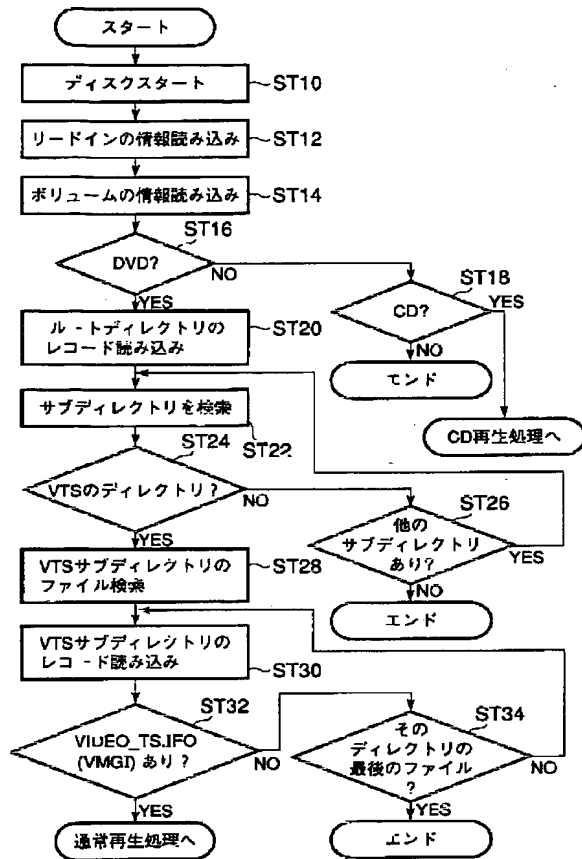 スタート
ディスクスタート
ST10
リードインの情報読み込み
ST12
ボリュームの情報読み込み
ST14
ST16
DVD?
NO
YES
ST18
CD?
YES
NO
エンド
CD再生処理へ
ルートディレクトリの
レコード読み込み
ST20
サブディレクトリを検索
ST22
ST24
VTSのディレクトリ?
NO
YES
ST26
他の
サブディレクトリ
あり?
YES
NO
エンド
VTSサブディレクトリの
ファイル検索
ST28
VTSサブディレクトリの
レコード読み込み
ST30
ST32
VIDEO_TS.IFO
(VMGI) あり?
NO
YES
通常再生処理へ
ST34
その
ディレクトリの
最後のファイル
?
NO
YES
エンド